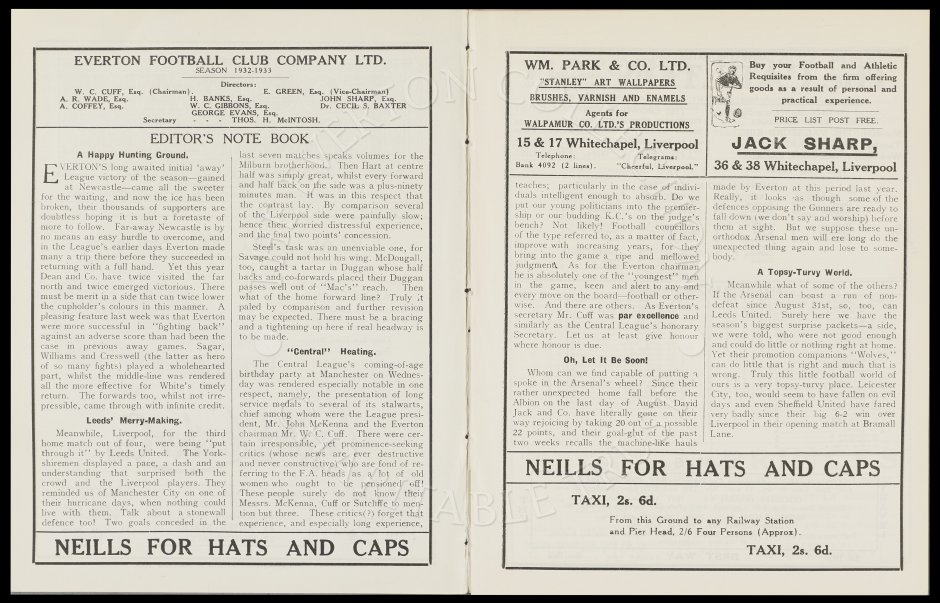 EVERTON FOOTBALL CLUB COMPANY LTD.
SEASON 1932-1933
Directors:
W. C. CUFF, Esq. (Chairman). E. GREEN, Esq. (Vice-Chairman)
A. R. WADE, Esq. H. BANKS, Esq. JOHN SHARP, Esq.
A. COFFEY, Esq. W. C. GIBBONS, Esq. Dr. CECIL S, BAXTER
GEORGE EVANS, Esq.
Secretary - - - THOS. H. McINTOSH.
EDITOR'S NOTE BOOK
A Happy Hunting Ground.
EVERTON'S long awaited initial "away"
League victory of the season—gained
at Newcastle—came all the sweeter
for the waiting, and now the ice has been
broken, their thousands of supporters are
doubtless hoping it is but a foretaste of
more to follow. Far-away Newcastle is by
no means an easy hurdle to overcome, and
in the League's earlier days Everton made
many a trip there before they succeeded in
returning with a full hand. Yet this year
Dean and Co. have twice visited the far
north and twice emerged victorious. There
must be merit in a side that can twice lower
the cupholder's colours in this manner. A
pleasing feature last week was that Everton
were more successful in "fighting back"
against an adverse score than had been the
case in previous away games. Sagar,
Williams and Cresswell (the latter as hero
of so many fights) played a wholehearted
part, whilst the middle-line was rendered
all the more effective for White's timely
return. The forwards too, whilst not irre-
pressible, came through with infinite credit.
Leeds' Merry-Making.
Meanwhile, Liverpool, for the third
home match out of four, were being "put
through it" by Leeds United. The York-
shiremen displayed a pace, a dash and an
understanding that surprised both the
crowd and the Liverpool players. They
reminded us of Manchester City on one of
their hurricane days, when nothing could
live with them. Talk about a stonewall
defence too! Two goals conceded in the
last seven matches speaks volumes for the
Milburn brotherhood. Then Hart at centre
half was simply great, whilst every forward
and half back on the side was a plus-ninety
minutes man. It was in this respect that
the contrast lay. By comparison several
of the Liverpool side were painfully slow;
hence their worried distressful experience,
and the final two points' concession.
Steel's task was an unenviable one, for
Savage could not hold his wing. McDougall,
too, caught a tartar in Duggan whose half
backs and co-forwards placed their Duggan
passes well out of "Mac's" reach. Then
what of the home forward line? Truly it
paled by comparison and further revision
may be expected. There must be a bracing
and a tightening up here if real headway is
to be made.
"Central" Heating.
The Central League's coming-of-age
birthday party at Manchester on Wednes-
day was rendered especially notable in one
respect, namely, the presentation of long
service medals to several of its stalwarts,
chief among whom were the League presi-
dent, Mr. John McKenna and the Everton
chairman Mr. W. C. Cuff. There were cer-
tain irresponsible, yet prominence-seeking
critics (whose news are ever destructive
and never constructive) who are fond of re-
ferring to the F.A. heads as a lot of old
women who ought to be pensioned off!
These people surely do not know their
Messrs. McKenna, Cuff or Sutcliffe to men-
tion but three. These critics(?) forget that
experience, and especially long experience,
NEILLS FOR HATS AND CAPS
WM. PARK & CO. LTD.
"STANLEY" ART WALLPAPERS
BRUSHES, VARNISH AND ENAMELS
Agents for
WALPAMUR CO. LTD.'S PRODUCTIONS
15 & 17 Whitechapel, Liverpool
Telephone: Telegrams:
Bank 4092 (2 lines). "Cheerful, Liverpool."
Buy your Football and Athletic
Requisites from the firm offering
goods as a result of personal and
practical experience.
PRICE LIST POST FREE.
JACK SHARP,
36 & 38 Whitechapel, Liverpool
teaches; particularly in the case of indivi-
duals intelligent enough to absorb. Do we
put our young politicians into the premier-
ship or our budding K.C.'s on the judge's
bench? Not likely! Football councillors
of the type referred to, as a matter of fact,
improve with increasing years, for they
bring into the game a ripe and mellowed
judgment. As for the Everton chairman
he is absolutely one of the "youngest" men
in the game, keen and alert to any and
every move on the board—football or other-
wise. And there are others. As Everton's
secretary Mr. Cuff was par excellence and
similarly as the Central League's honorary
Secretary. Let us at least give honour
where honour is due.
Oh, Let It Be Soon!
Whom can we find capable of putting a
spoke in the Arsenal's wheel? Since their
rather unexpected home fall before the
Albion on the last day of August. David
Jack and Co. have literally gone on their
way rejoicing by taking 20 out of a possible
22 points, and their goal-glut of the past
two weeks recalls the machine-like hauls
made by Everton at this period last year.
Really, it looks as though some of the
defences opposing the Gunners are ready to
fall down (we don't say and worship) before
them at sight. But we suppose these un-
orthodox Arsenal men will ere long do the
unexpected thing again and lose to some-
body.
A Topsy-Turvy World.
Meanwhile what of some of the others?
If the Arsenal can boast a run of non-
defeat since August 31st, so, too, can
Leeds United. Surely here we have the
season's biggest surprise packets—a side,
we were told, who were not good enough
and could do little or nothing right at home.
Yet their promotion companions "Wolves,"
can do little that is right and much that is
wrong. Truly this little football world of
ours is a very topsy-turvy place. Leicester
City, too, would seem to have fallen on evil
days and even Sheffield United have fared
very badly since their big 6-2 win over
Liverpool in their opening match at Bramall
Lane.
NEILLS FOR HATS AND CAPS
TAXI, 2s. 6d.
From this Ground to any Railway Station
and Pier Head, 2/6 Four Persons (Approx).
TAXI, 2s. 6d.